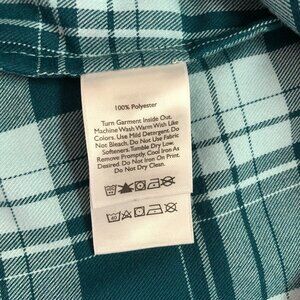 100% Polyester
Turn Garment Inside Out.
Machine Wash Warm With Like
Colors. Use Mild Detergent. Do
Not Bleach. Do Not Use Fabric
Softeners. Tumble Dry Low.
Remove Promptly. Cool Iron As
Desired. Do Not Iron On Print.
Do Not Dry Clean.